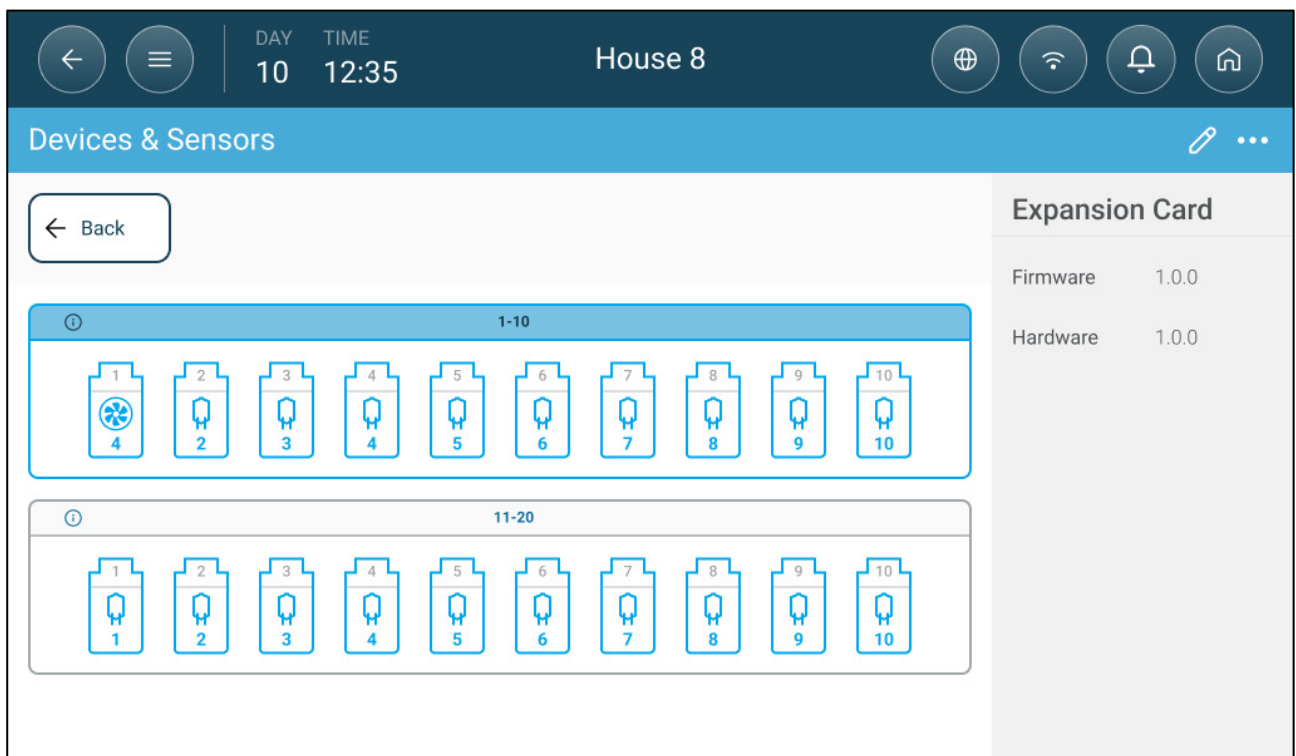 DAY TIME
10 12:35 House 8
Devices & Sensors
Back
Expansion Card
Firmware 1.0.0
Hardware 1.0.0
1-10
1 2 3 4 5 6 7 8 9 10
4 2 3 4 5 6 7 8 9 10
11-20
1 2 3 4 5 6 7 8 9 10
1 2 3 4 5 6 7 8 9 10